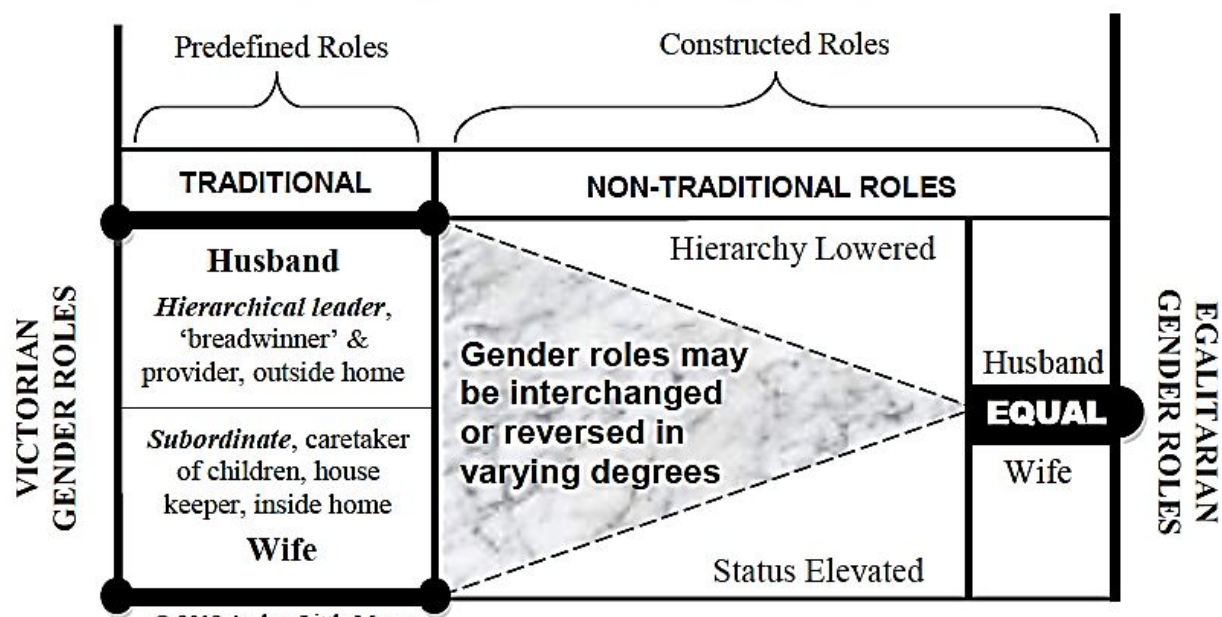 Predefined Roles
Constructed Roles
TRADITIONAL
NON-TRADITIONAL ROLES
VICTORIAN
GENDER ROLES
Husband
Hierarchical leader,
‘breadwinner’ &
provider, outside home
Subordinate, caretaker
of children, house
keeper, inside home
Wife
Hierarchy Lowered
Gender roles may
be interchanged
or reversed in
varying degrees
Status Elevated
Husband
EQUAL
Wife
EGALITARIAN
GENDER ROLES